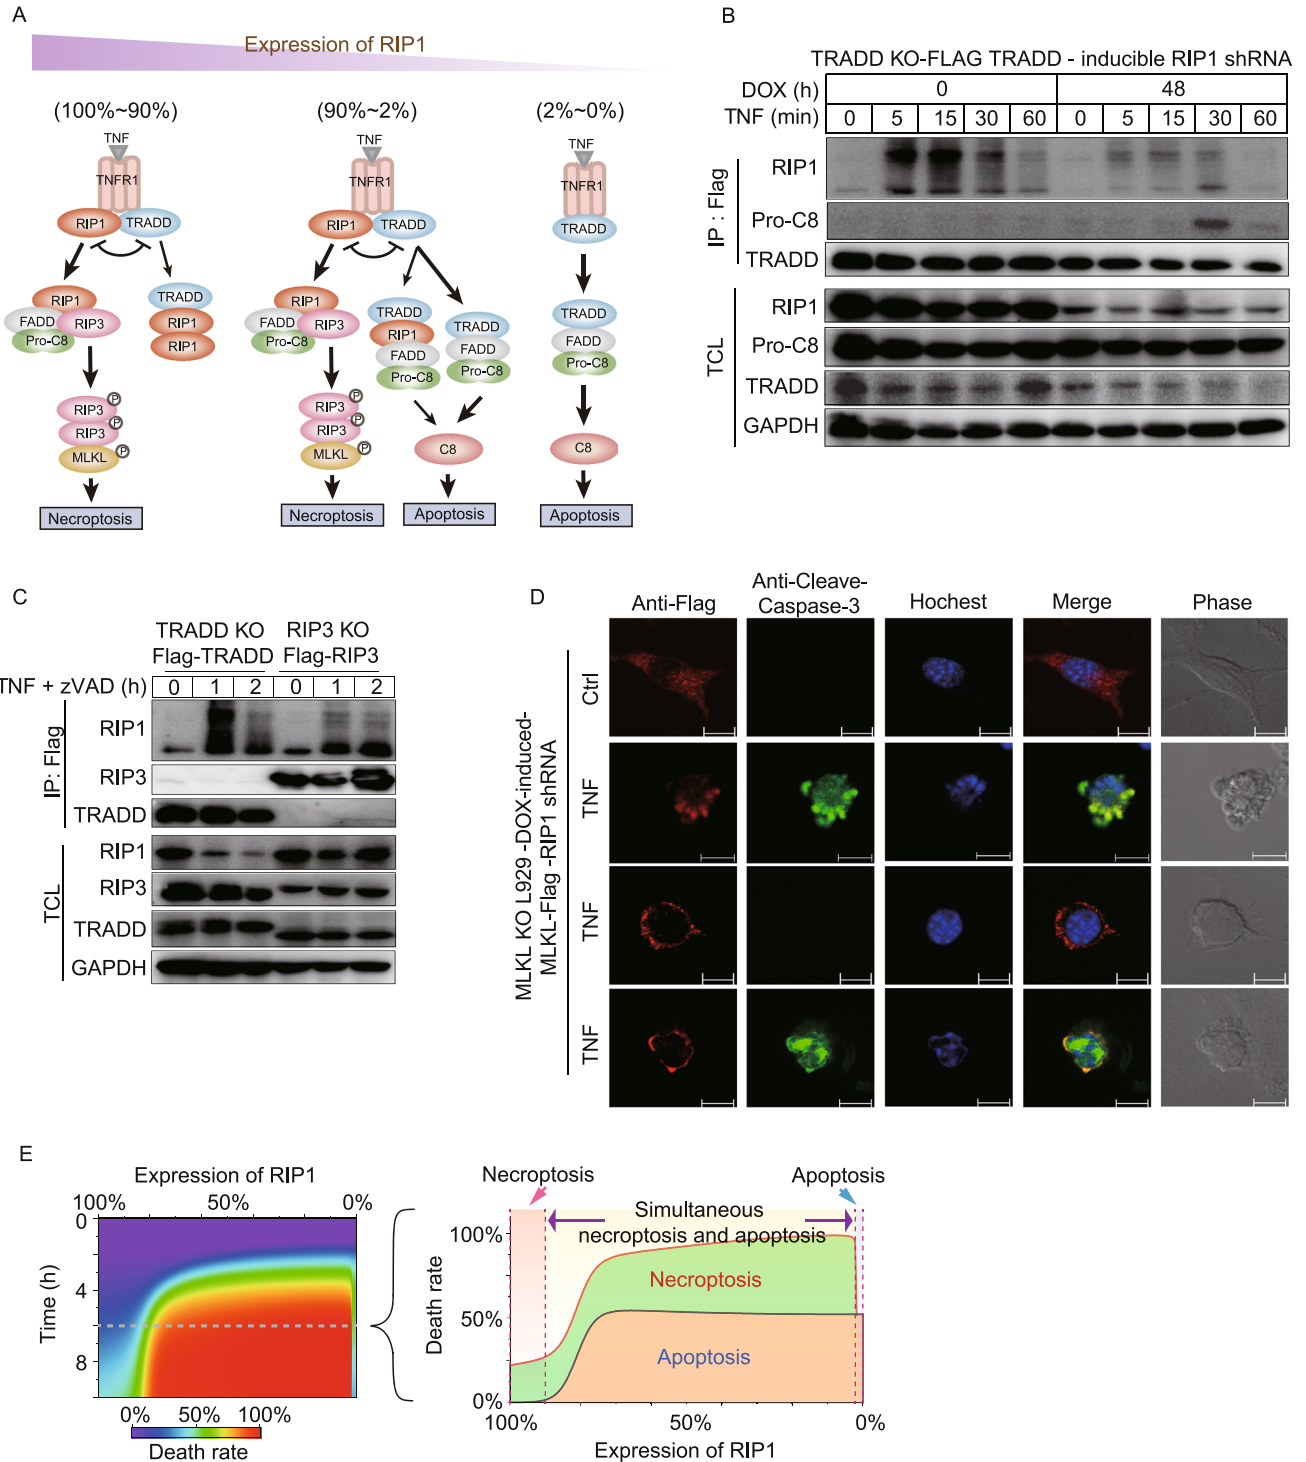 A
Expression of RIP1
(100%~90%)
(90%~2%)
(2%~0%)
TNF
TNFR1
RIP1
TRADD
RIP1
FADD
RIP3
Pro-C8
TRADD
RIP1
RIP1
RIP3
P
RIP3
P
MLKL
P
Necroptosis
TNF
TNFR1
RIP1
TRADD
RIP1
FADD
RIP3
Pro-C8
TRADD
RIP1
FADD
Pro-C8
TRADD
FADD
Pro-C8
RIP3
P
RIP3
P
MLKL
P
C8
Necroptosis
Apoptosis
TNF
TNFR1
TRADD
TRADD
FADD
Pro-C8
C8
Apoptosis
B
TRADD KO-FLAG TRADD - inducible RIP1 shRNA
DOX (h) 0 48
TNF (min) 0 5 15 30 60 0 5 15 30 60
IP : Flag
RIP1
Pro-C8
TRADD
TCL
RIP1
Pro-C8
TRADD
GAPDH
C
TRADD KO RIP3 KO
Flag-TRADD Flag-RIP3
TNF + zVAD (h) 0 1 2 0 1 2
IP: Flag
RIP1
RIP3
TRADD
TCL
RIP1
RIP3
TRADD
GAPDH
D
Anti-Flag
Anti-Cleave-
Caspase-3
Hochest
Merge
Phase
MLKL KO L929 -DOX-induced-
MLKL-Flag -RIP1 shRNA
Ctrl
TNF
TNF
TNF
E
Expression of RIP1
100% 50% 0%
Time (h)
0
4
8
0% 50% 100%
Death rate
Necroptosis
Apoptosis
Simultaneous
necroptosis and apoptosis
Necroptosis
Apoptosis
Death rate
100%
50%
0%
100% 50% 0%
Expression of RIP1